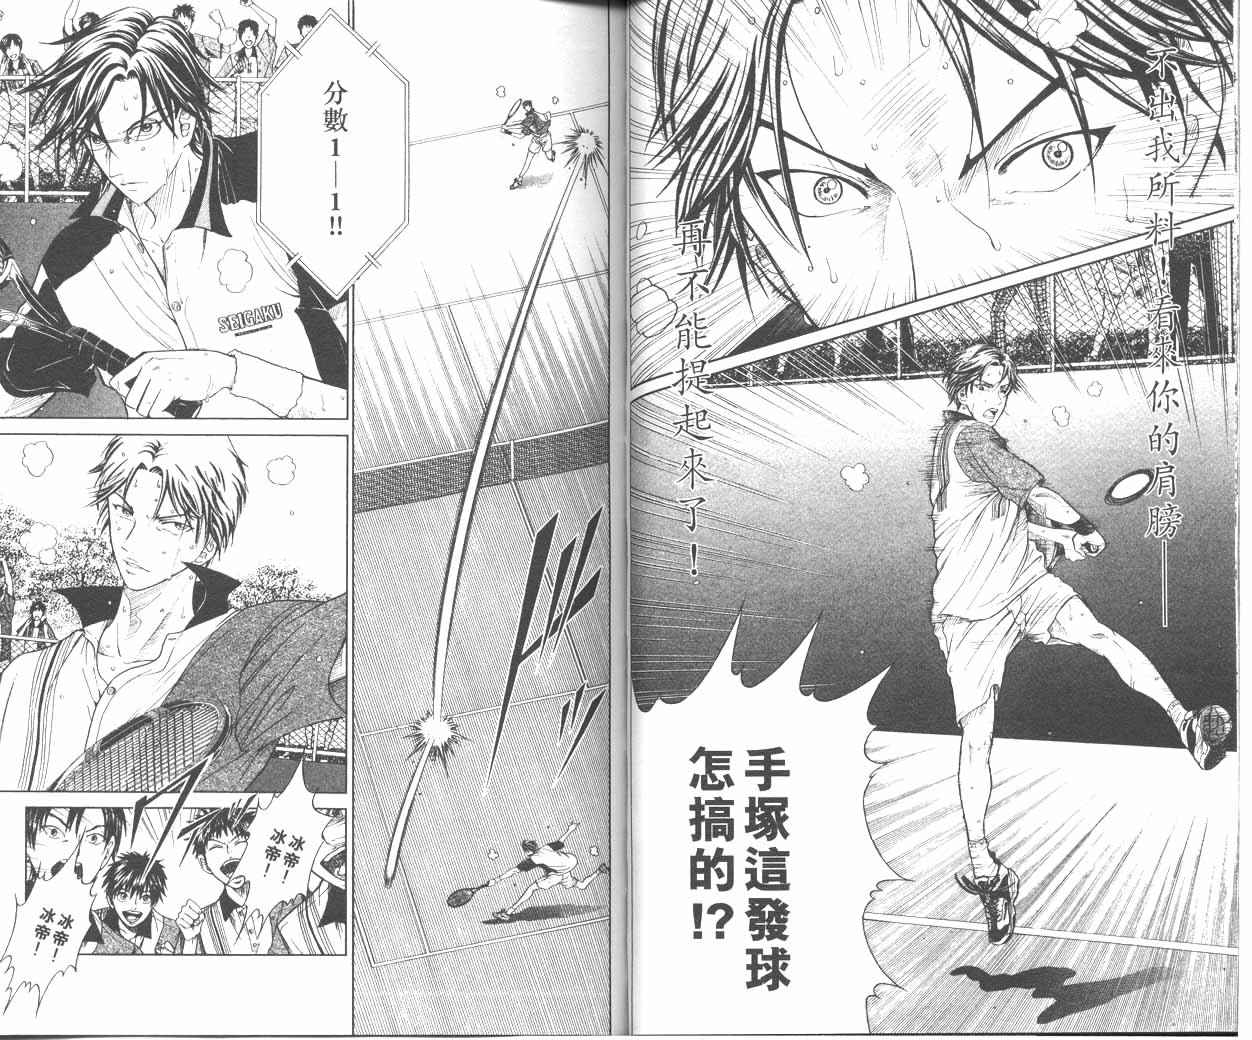 不出我所料！看來你的肩膀——
再不能提起來了！
手塚這發球
怎搞的!?
分數1—1!!
SEIGAKU
冰帝！
冰帝！
冰帝！
冰帝！